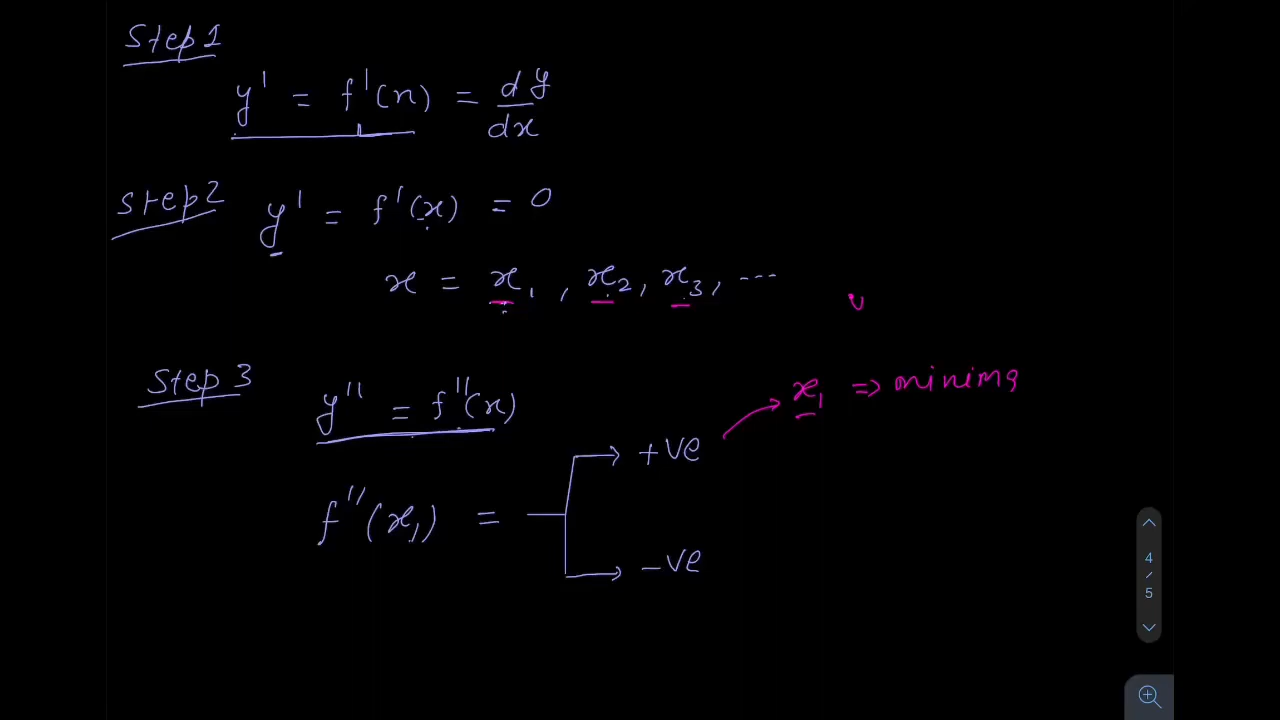 Step 1
y' = f'(x) = dy/dx
Step 2
y' = f'(x) = 0
x = x₁, x₂, x₃, ...
Step 3
y'' = f''(x)
x₁ ⇒ minima
+ve
f''(x₁) =
-ve
4/5